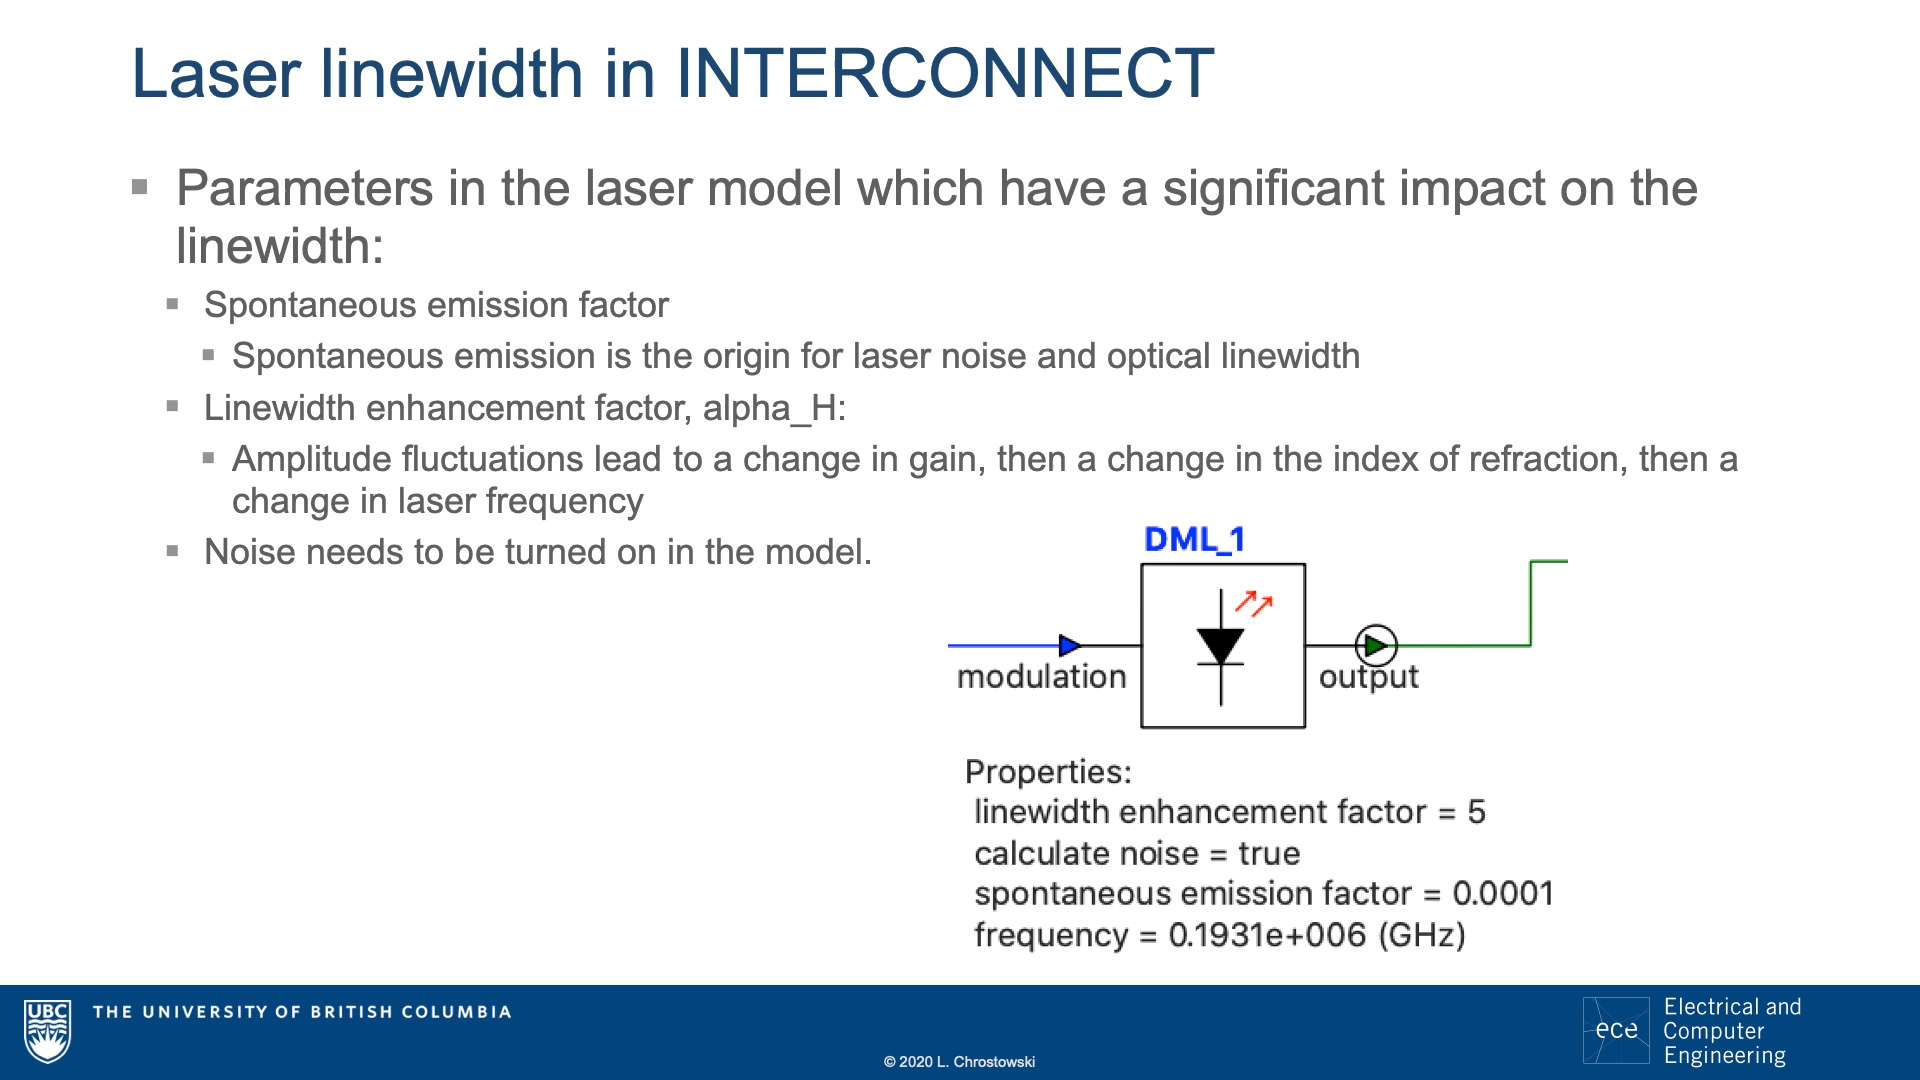 Laser linewidth in INTERCONNECT
Parameters in the laser model which have a significant impact on the
linewidth:
Spontaneous emission factor
Spontaneous emission is the origin for laser noise and optical linewidth
Linewidth enhancement factor, alpha_H:
Amplitude fluctuations lead to a change in gain, then a change in the index of refraction, then a
change in laser frequency
Noise needs to be turned on in the model.
DML_1
modulation
output
Properties:
linewidth enhancement factor = 5
calculate noise = true
spontaneous emission factor = 0.0001
frequency = 0.1931e+006 (GHz)
UBC
THE UNIVERSITY OF BRITISH COLUMBIA
© 2020 L. Chrostowski
ece
Electrical and
Computer
Engineering